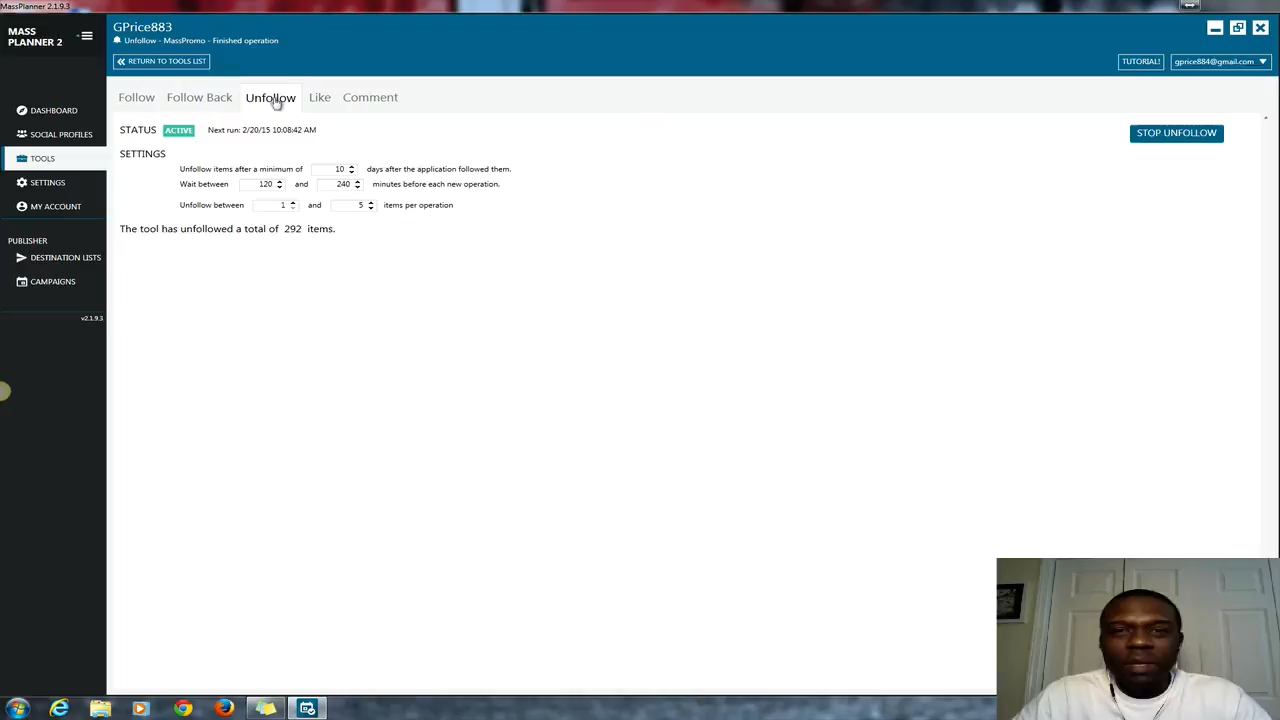 MassPlanner 2.1.9.3
MASS
PLANNER 2
GPrice883
Unfollow - MassPromo - Finished operation
RETURN TO TOOLS LIST
TUTORIAL!
gprice884@gmail.com
DASHBOARD
SOCIAL PROFILES
TOOLS
SETTINGS
MY ACCOUNT
PUBLISHER
DESTINATION LISTS
CAMPAIGNS
v2.1.9.3
Follow Follow Back Unfollow Like Comment
STATUS ACTIVE Next run: 2/20/15 10:08:42 AM
STOP UNFOLLOW
SETTINGS
Unfollow items after a minimum of 10 days after the application followed them.
Wait between 120 and 240 minutes before each new operation.
Unfollow between 1 and 5 items per operation
The tool has unfollowed a total of 292 items.